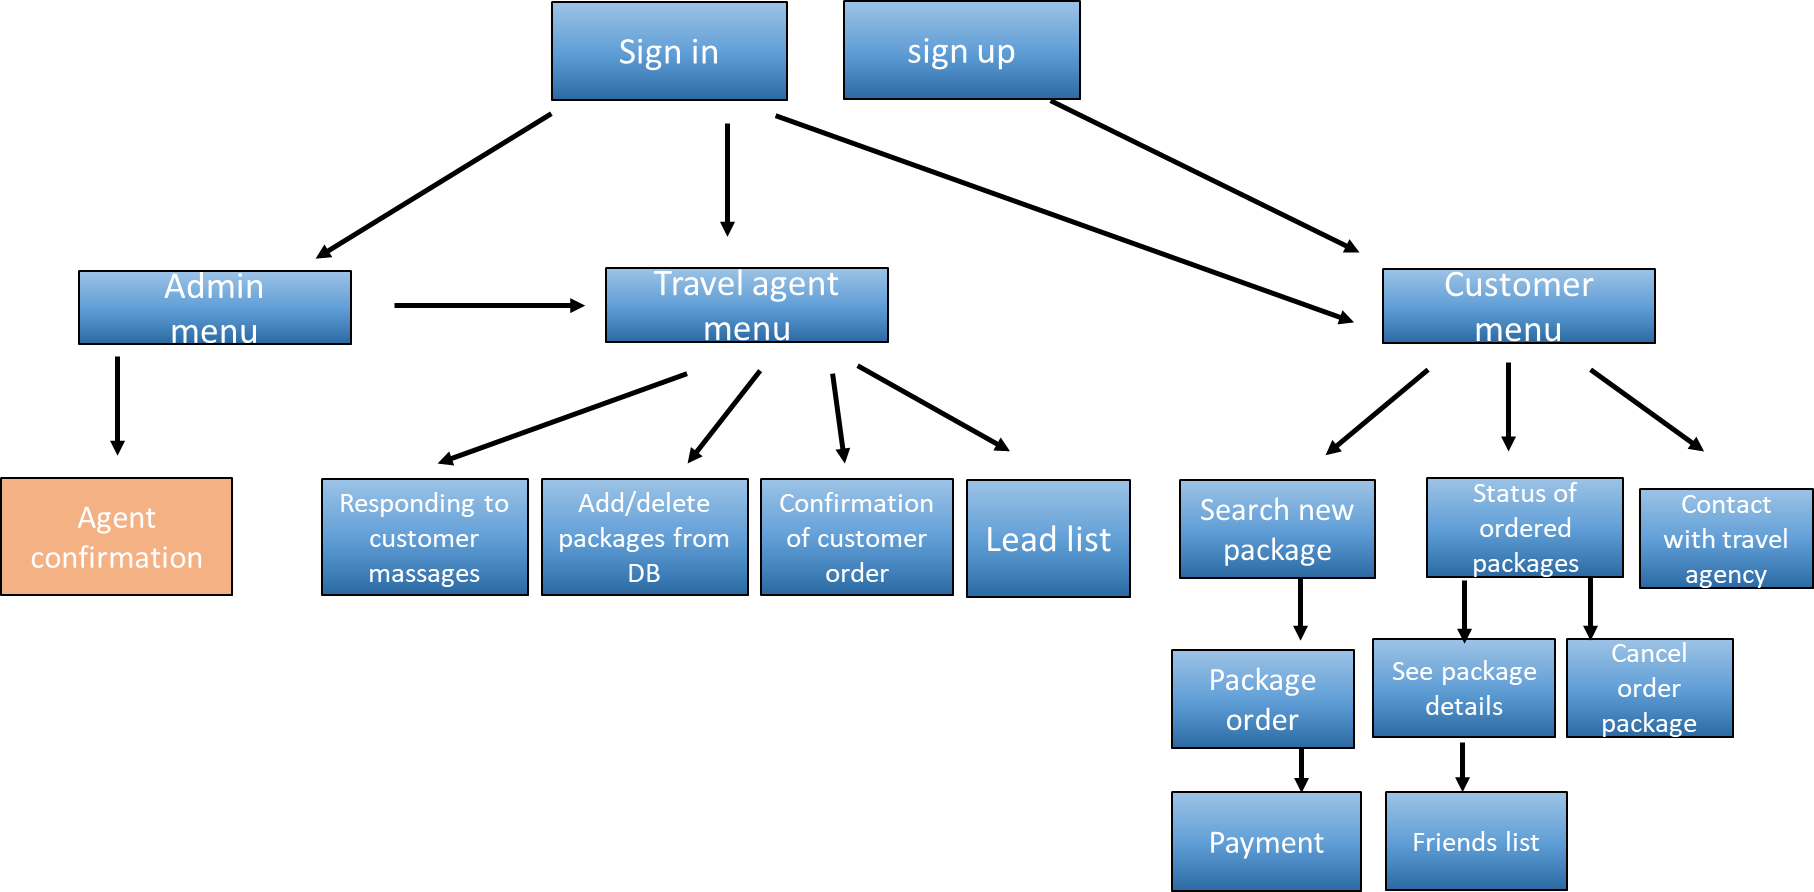 Sign in
sign up
Admin
menu
Travel agent
menu
Customer
menu
Agent
confirmation
Responding to
customer
massages
Add/delete
packages from
DB
Confirmation
of customer
order
Lead list
Search new
package
Status of
ordered
packages
Contact
with travel
agency
Package
order
See package
details
Cancel
order
package
Payment
Friends list